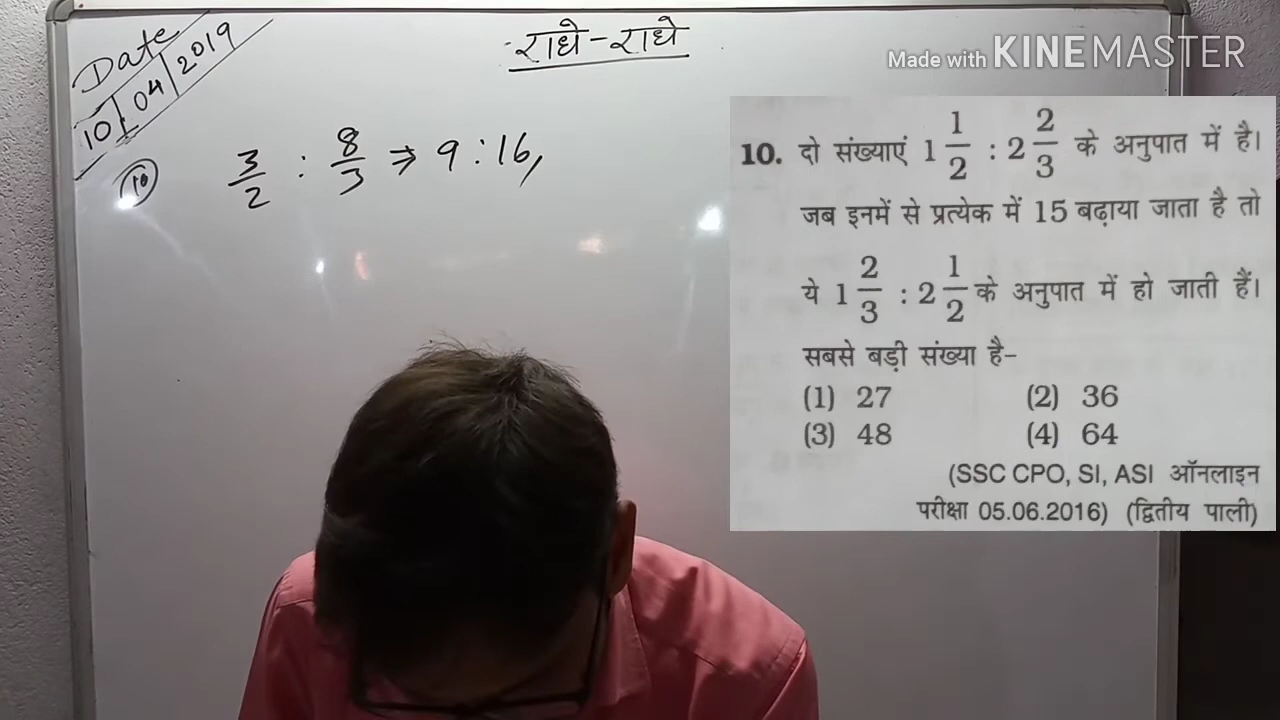 Date
10/04/2019
राधे-राधे
Made with KINEMASTER
(10) 3/2 : 8/3 ⇒ 9:16,
10. दो संख्याएं 1 1/2 : 2 2/3 के अनुपात में है।
जब इनमें से प्रत्येक में 15 बढ़ाया जाता है तो
ये 1 2/3 : 2 1/2 के अनुपात में हो जाती हैं।
सबसे बड़ी संख्या है-
(1) 27 (2) 36
(3) 48 (4) 64
(SSC CPO, SI, ASI ऑनलाइन
परीक्षा 05.06.2016) (द्वितीय पाली)